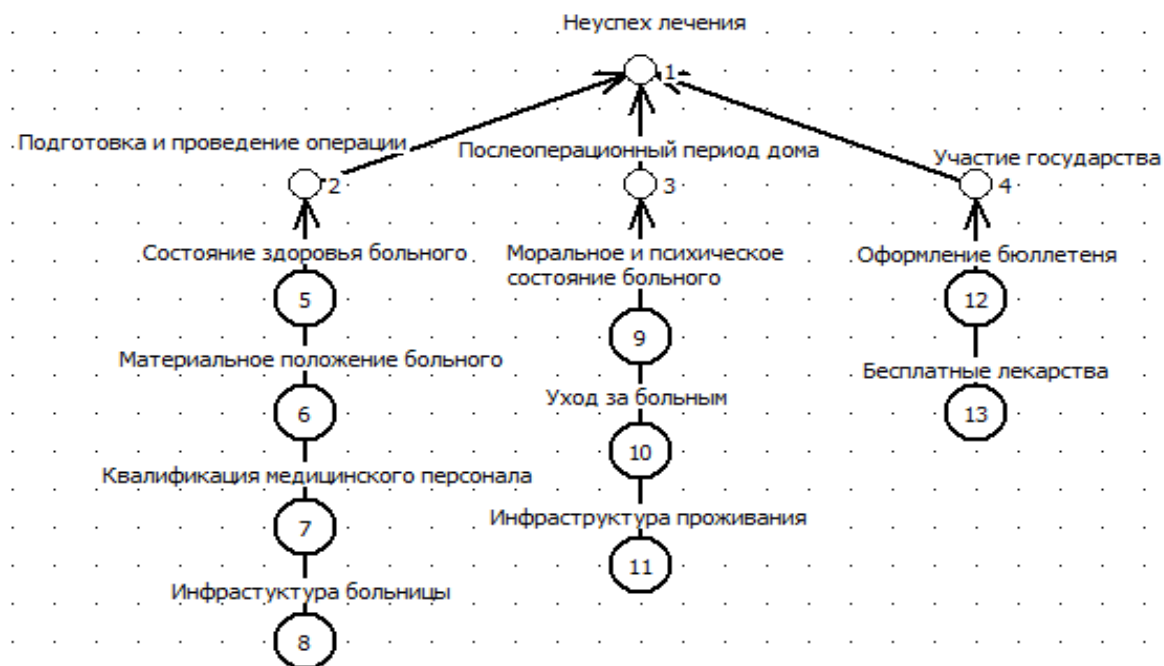 Неуспех лечения
1
Подготовка и проведение операции
Послеоперационный период дома
Участие государства
2
3
4
Состояние здоровья больного
Моральное и психическое
состояние больного
Оформление бюллетеня
5
9
12
Материальное положение больного
Уход за больным
Бесплатные лекарства
6
10
13
Квалификация медицинского персонала
Инфраструктура проживания
7
11
Инфрастуктура больницы
8